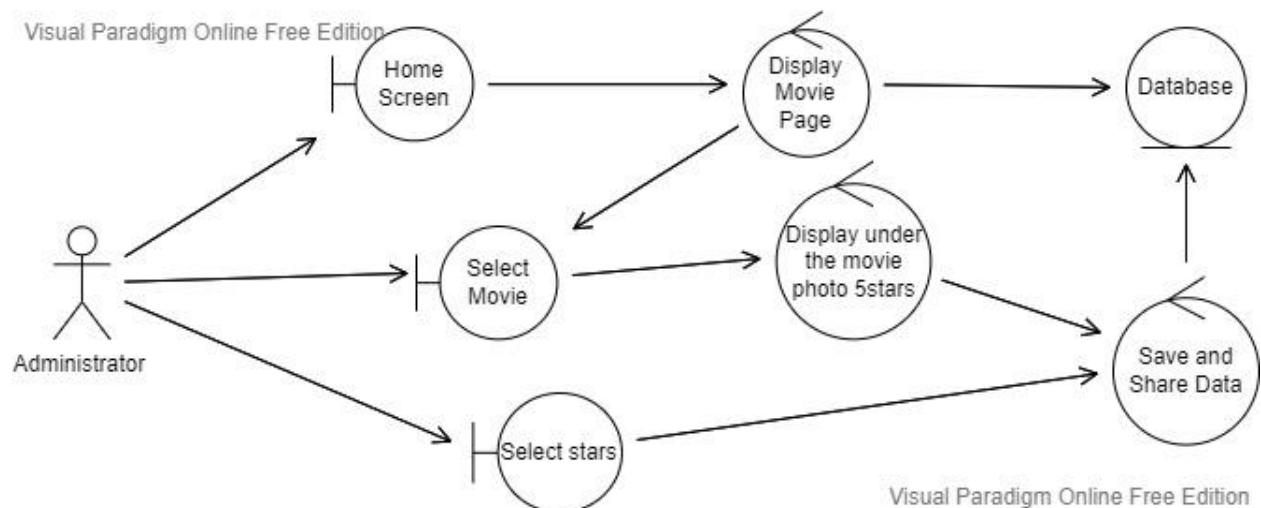 Visual Paradigm Online Free Edition
Home
Screen
Display
Movie
Page
Database
Select
Movie
Display under
the movie
photo 5stars
Administrator
Save and
Share Data
Select stars
Visual Paradigm Online Free Edition